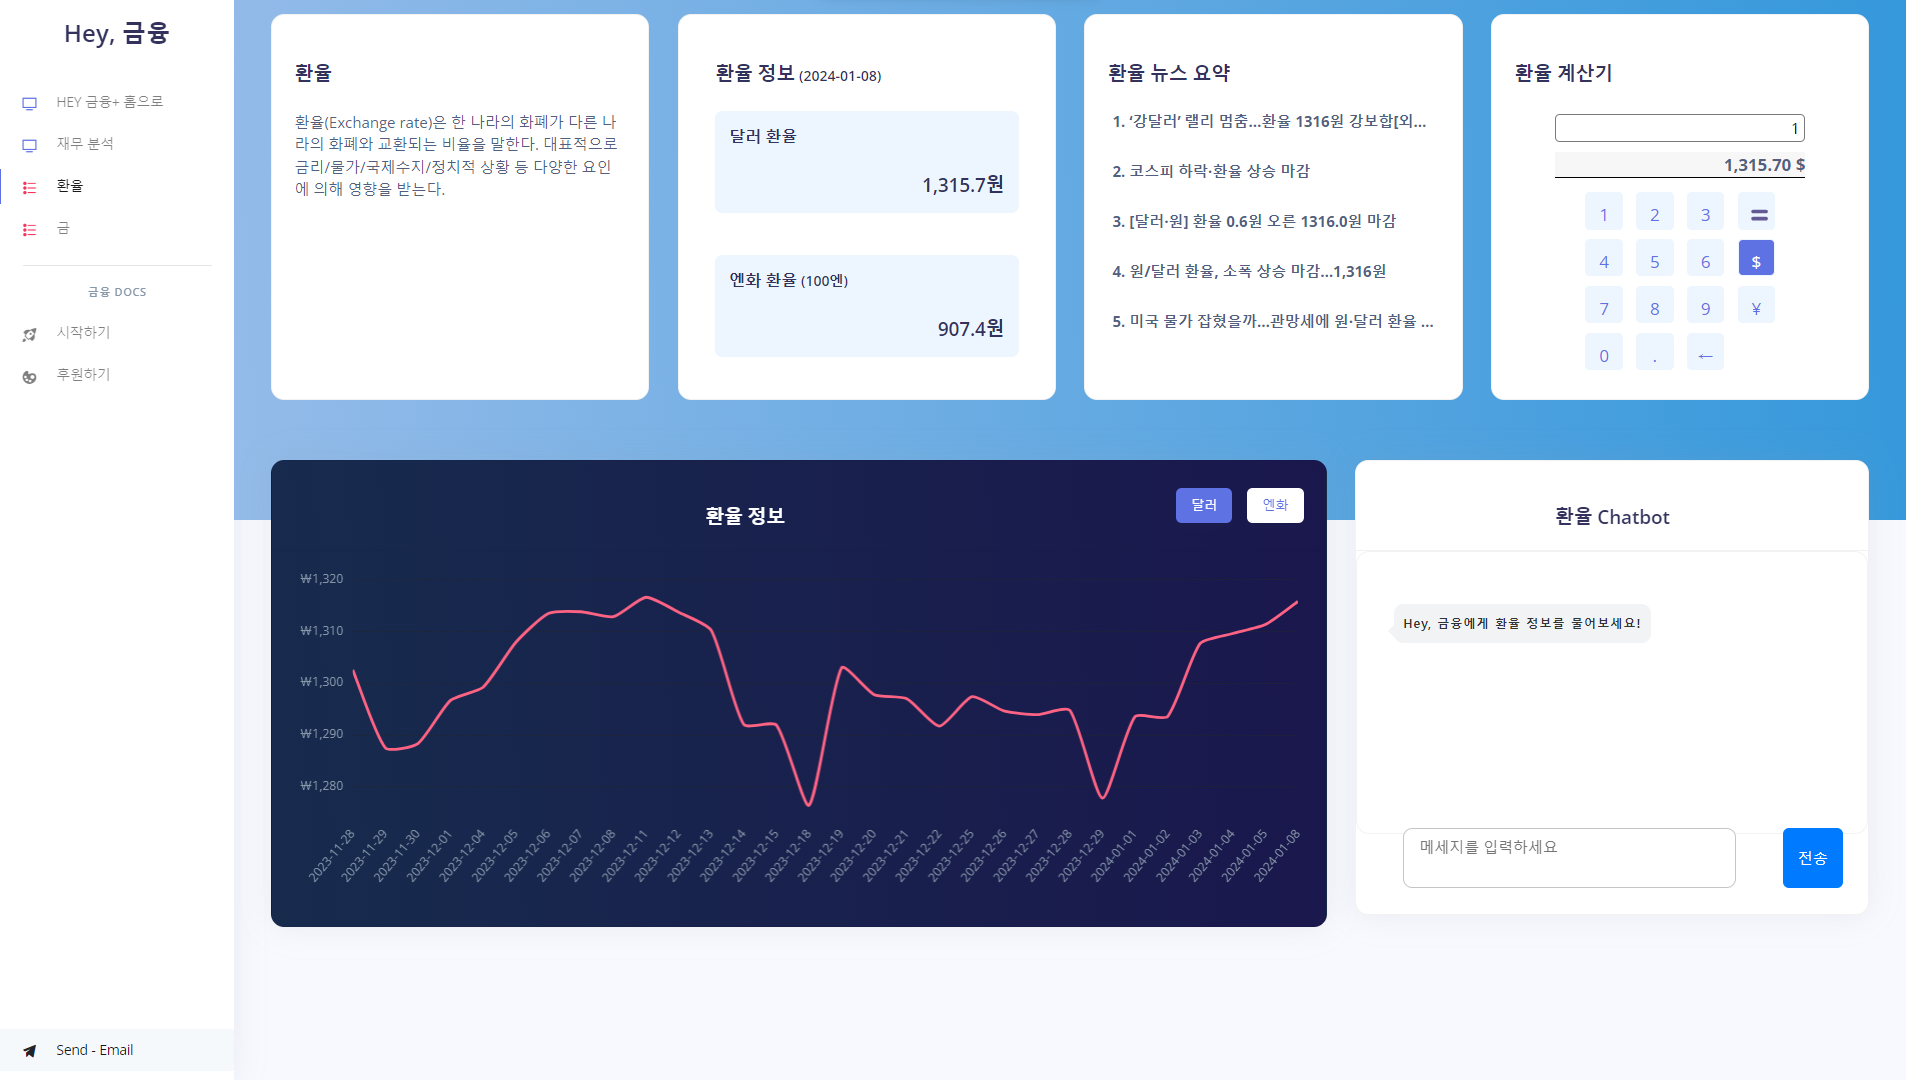 Hey, 금융
HEY 금융+ 홈으로
재무 분석
환율
금
금융 DOCS
시작하기
후원하기
Send - Email
환율
환율(Exchange rate)은 한 나라의 화폐가 다른 나
라의 화폐와 교환되는 비율을 말한다. 대표적으로
금리/물가/국제수지/정치적 상황 등 다양한 요인
에 의해 영향을 받는다.
환율 정보 (2024-01-08)
달러 환율
1,315.7원
엔화 환율 (100엔)
907.4원
환율 뉴스 요약
1. ‘강달러’ 랠리 멈춤…환율 1316원 강보합[외...
2. 코스피 하락·환율 상승 마감
3. [달러·원] 환율 0.6원 오른 1316.0원 마감
4. 원/달러 환율, 소폭 상승 마감…1,316원
5. 미국 물가 잡혔을까…관망세에 원·달러 환율 ...
환율 계산기
1
1,315.70 $
1 2 3 =
4 5 6 $
7 8 9 ¥
0 . ←
환율 정보
달러 엔화
₩1,320
₩1,310
₩1,300
₩1,290
₩1,280
2023-11-28
2023-11-29
2023-11-30
2023-12-01
2023-12-04
2023-12-05
2023-12-06
2023-12-07
2023-12-08
2023-12-11
2023-12-12
2023-12-13
2023-12-14
2023-12-15
2023-12-18
2023-12-19
2023-12-20
2023-12-21
2023-12-22
2023-12-25
2023-12-26
2023-12-27
2023-12-28
2023-12-29
2024-01-01
2024-01-02
2024-01-03
2024-01-04
2024-01-05
2024-01-08
환율 Chatbot
Hey, 금융에게 환율 정보를 물어보세요!
메세지를 입력하세요
전송